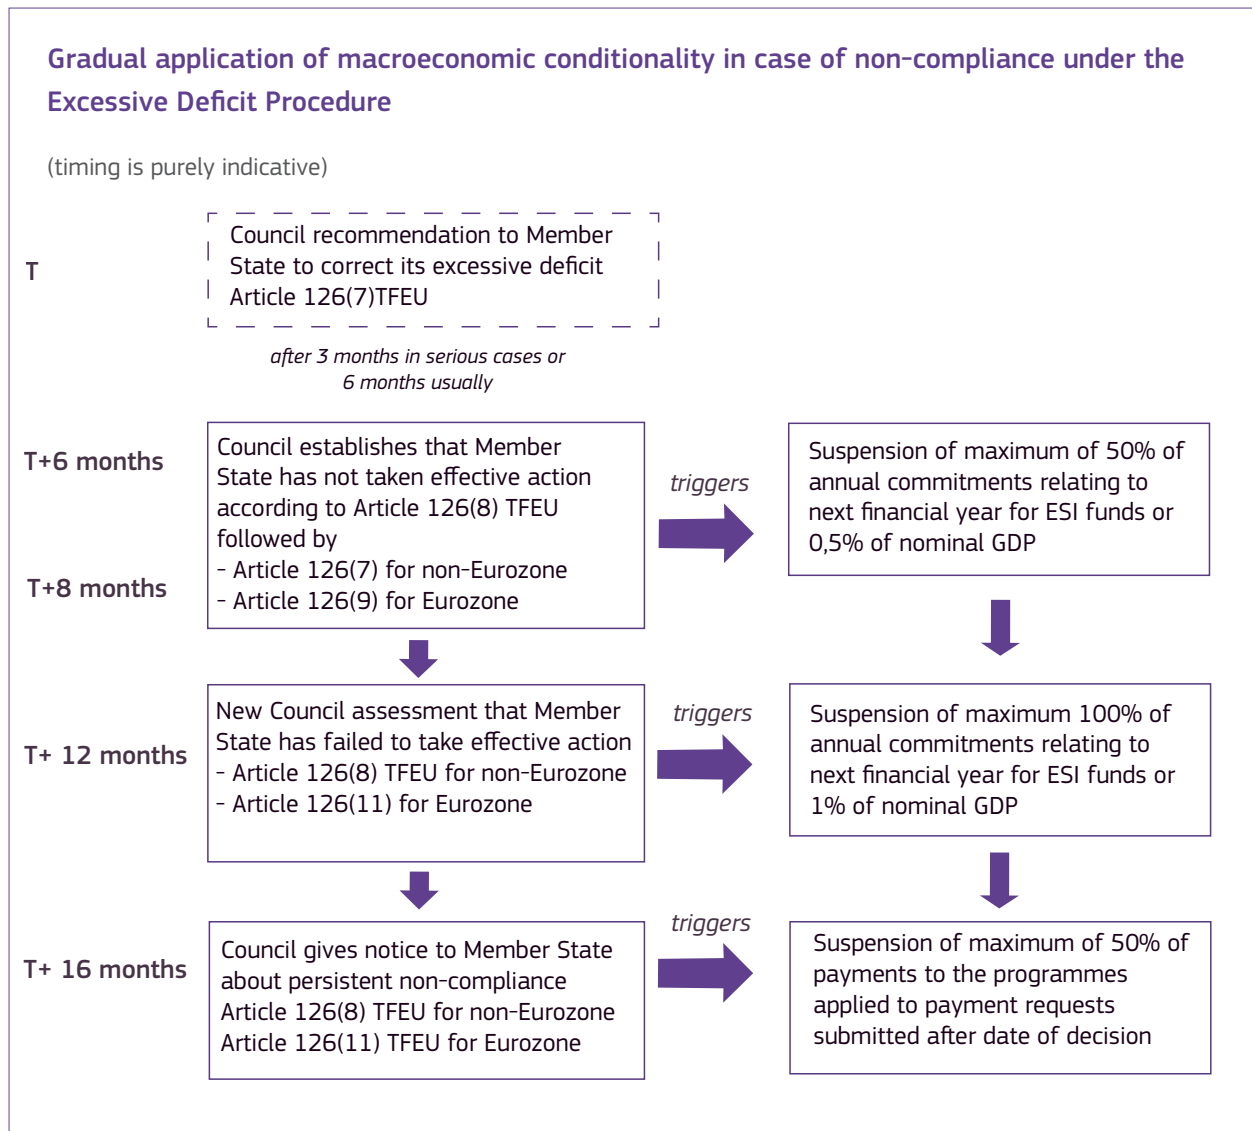 Gradual application of macroeconomic conditionality in case of non-compliance under the
Excessive Deficit Procedure
(timing is purely indicative)
T
Council recommendation to Member
State to correct its excessive deficit
Article 126(7)TFEU
after 3 months in serious cases or
6 months usually
T+6 months
T+8 months
Council establishes that Member
State has not taken effective action
according to Article 126(8) TFEU
followed by
- Article 126(7) for non-Eurozone
- Article 126(9) for Eurozone
triggers
Suspension of maximum of 50% of
annual commitments relating to
next financial year for ESI funds or
0,5% of nominal GDP
T+ 12 months
New Council assessment that Member
State has failed to take effective action
- Article 126(8) TFEU for non-Eurozone
- Article 126(11) for Eurozone
triggers
Suspension of maximum 100% of
annual commitments relating to
next financial year for ESI funds or
1% of nominal GDP
T+ 16 months
Council gives notice to Member State
about persistent non-compliance
Article 126(8) TFEU for non-Eurozone
Article 126(11) TFEU for Eurozone
triggers
Suspension of maximum of 50% of
payments to the programmes
applied to payment requests
submitted after date of decision